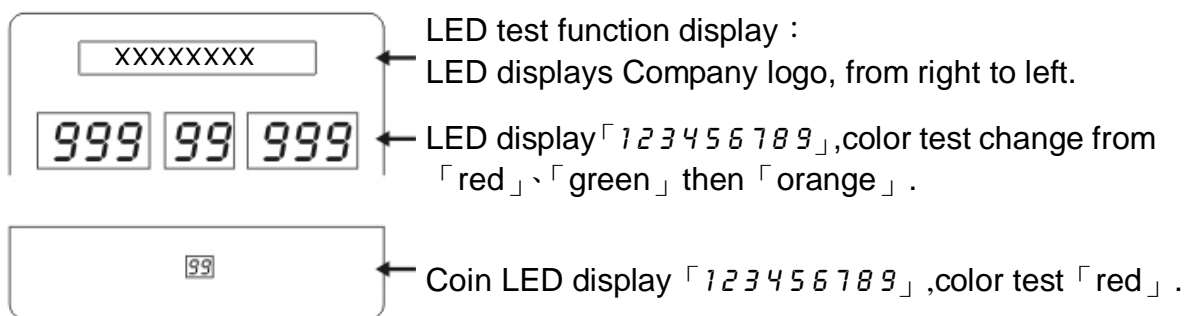 LED test function display：
XXXXXXXX
LED displays Company logo, from right to left.
999 99 999
LED display「123456789」,color test change from
「red」、「green」then「orange」.
99
Coin LED display「123456789」,color test「red」.